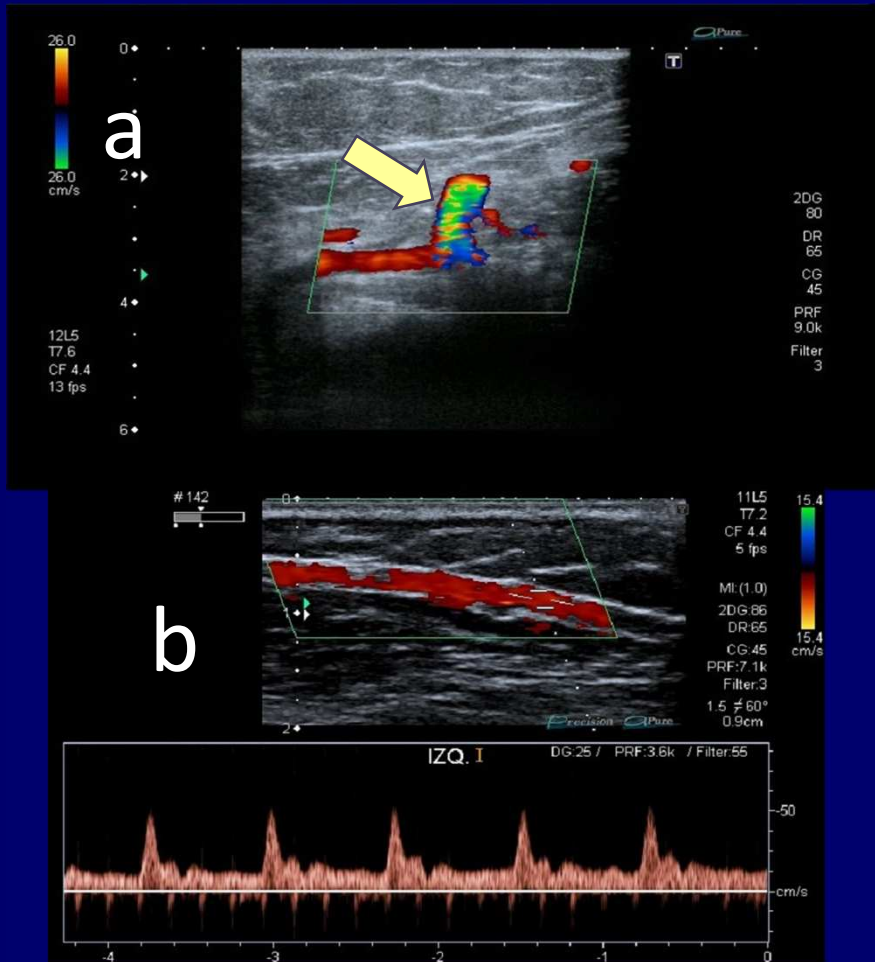 aPure
26.0
0
T
a
26.0
cm/s
2
2DG
80
DR
65
CG
45
4
PRF
9.0k
12L5
T7.6
CF 4.4
13 fps
Filter
3
6
# 142
0
11L5
T7.2
CF 4.4
5 fps
15.4
MI:(1.0)
2DG:86
DR:65
15.4
cm/s
CG:45
PRF:7.1k
Filter:3
b
1.5 ≠ 60°
0.9cm
Precision aPure
2
IZQ. I
DG:25 / PRF:3.6k / Filter:55
-50
cm/s
-4 -3 -2 -1 0